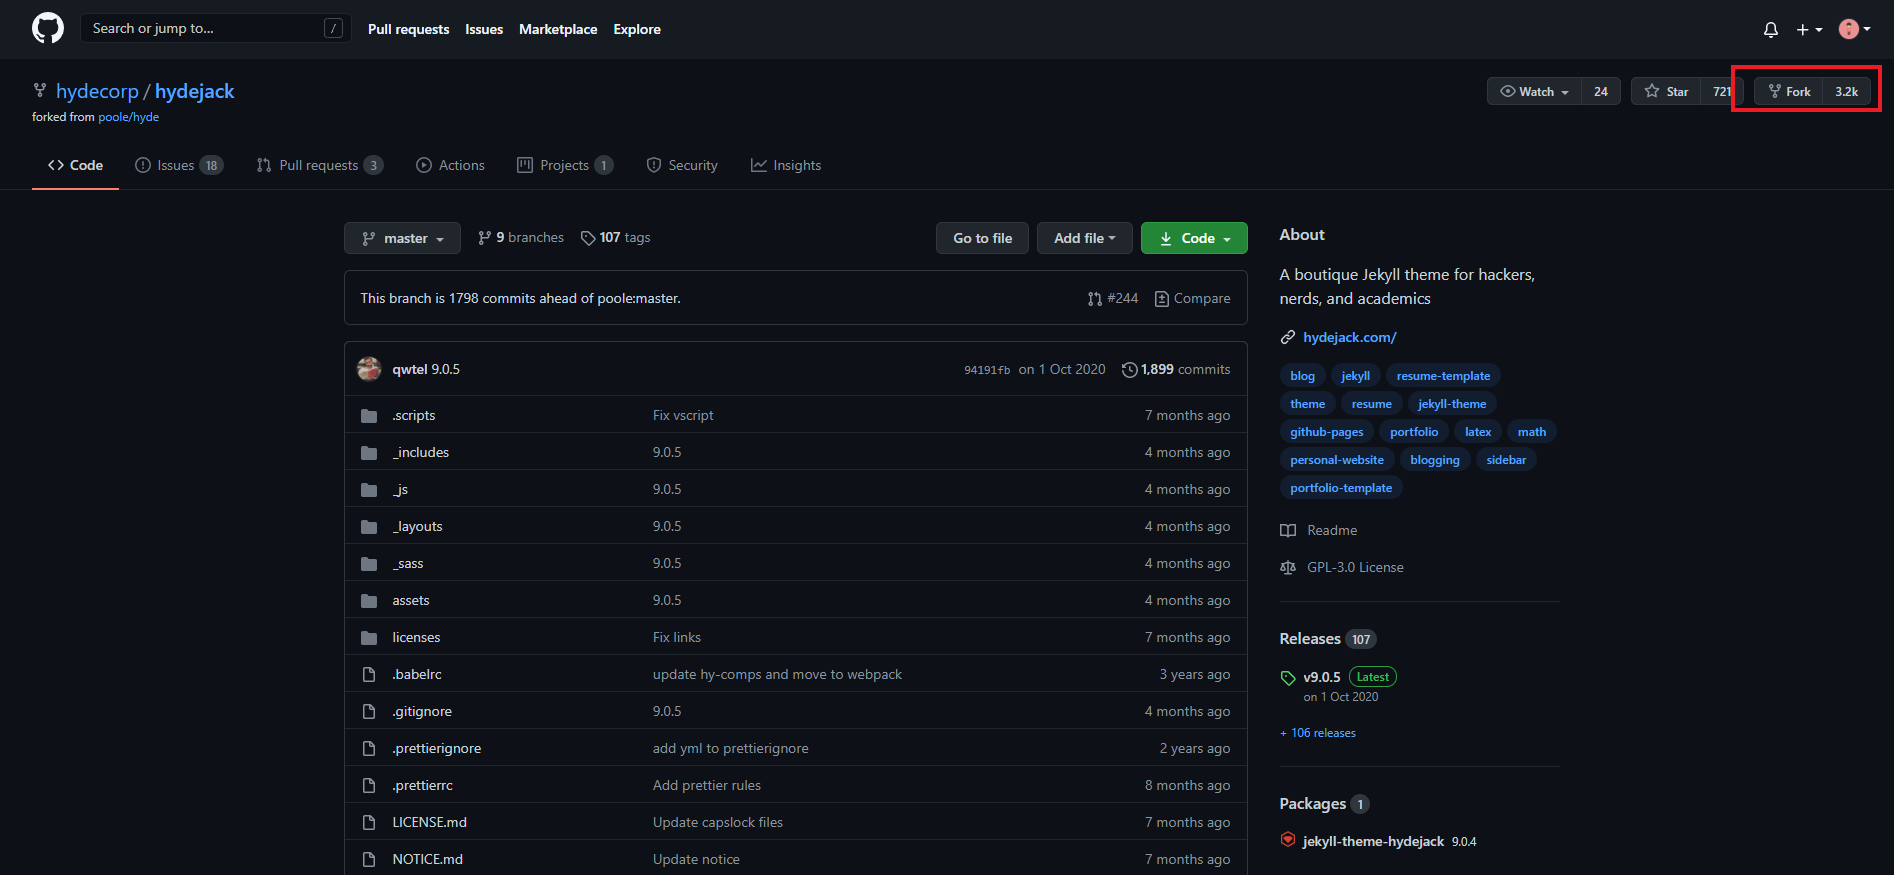 Search or jump to... /
Pull requests Issues Marketplace Explore
hydecorp / hydejack
Watch 24 Star 721 Fork 3.2k
forked from poole/hyde
Code Issues 18 Pull requests 3 Actions Projects 1 Security Insights
master 9 branches 107 tags Go to file Add file Code
This branch is 1798 commits ahead of poole:master. #244 Compare
qwtel 9.0.5 94191fb on 1 Oct 2020 1,899 commits
.scripts Fix vscript 7 months ago
_includes 9.0.5 4 months ago
_js 9.0.5 4 months ago
_layouts 9.0.5 4 months ago
_sass 9.0.5 4 months ago
assets 9.0.5 4 months ago
licenses Fix links 7 months ago
.babelrc update hy-comps and move to webpack 3 years ago
.gitignore 9.0.5 4 months ago
.prettierignore add yml to prettierignore 2 years ago
.prettierrc Add prettier rules 8 months ago
LICENSE.md Update capslock files 7 months ago
NOTICE.md Update notice 7 months ago
About
A boutique Jekyll theme for hackers,
nerds, and academics
hydejack.com/
blog jekyll resume-template
theme resume jekyll-theme
github-pages portfolio latex math
personal-website blogging sidebar
portfolio-template
Readme
GPL-3.0 License
Releases 107
v9.0.5 Latest
on 1 Oct 2020
+ 106 releases
Packages 1
jekyll-theme-hydejack 9.0.4